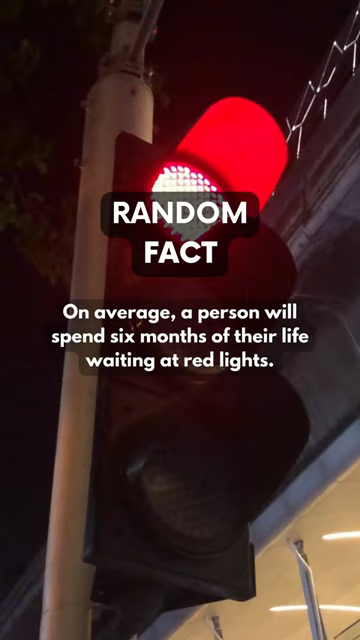 RANDOM
FACT
On average, a person will
spend six months of their life
waiting at red lights.